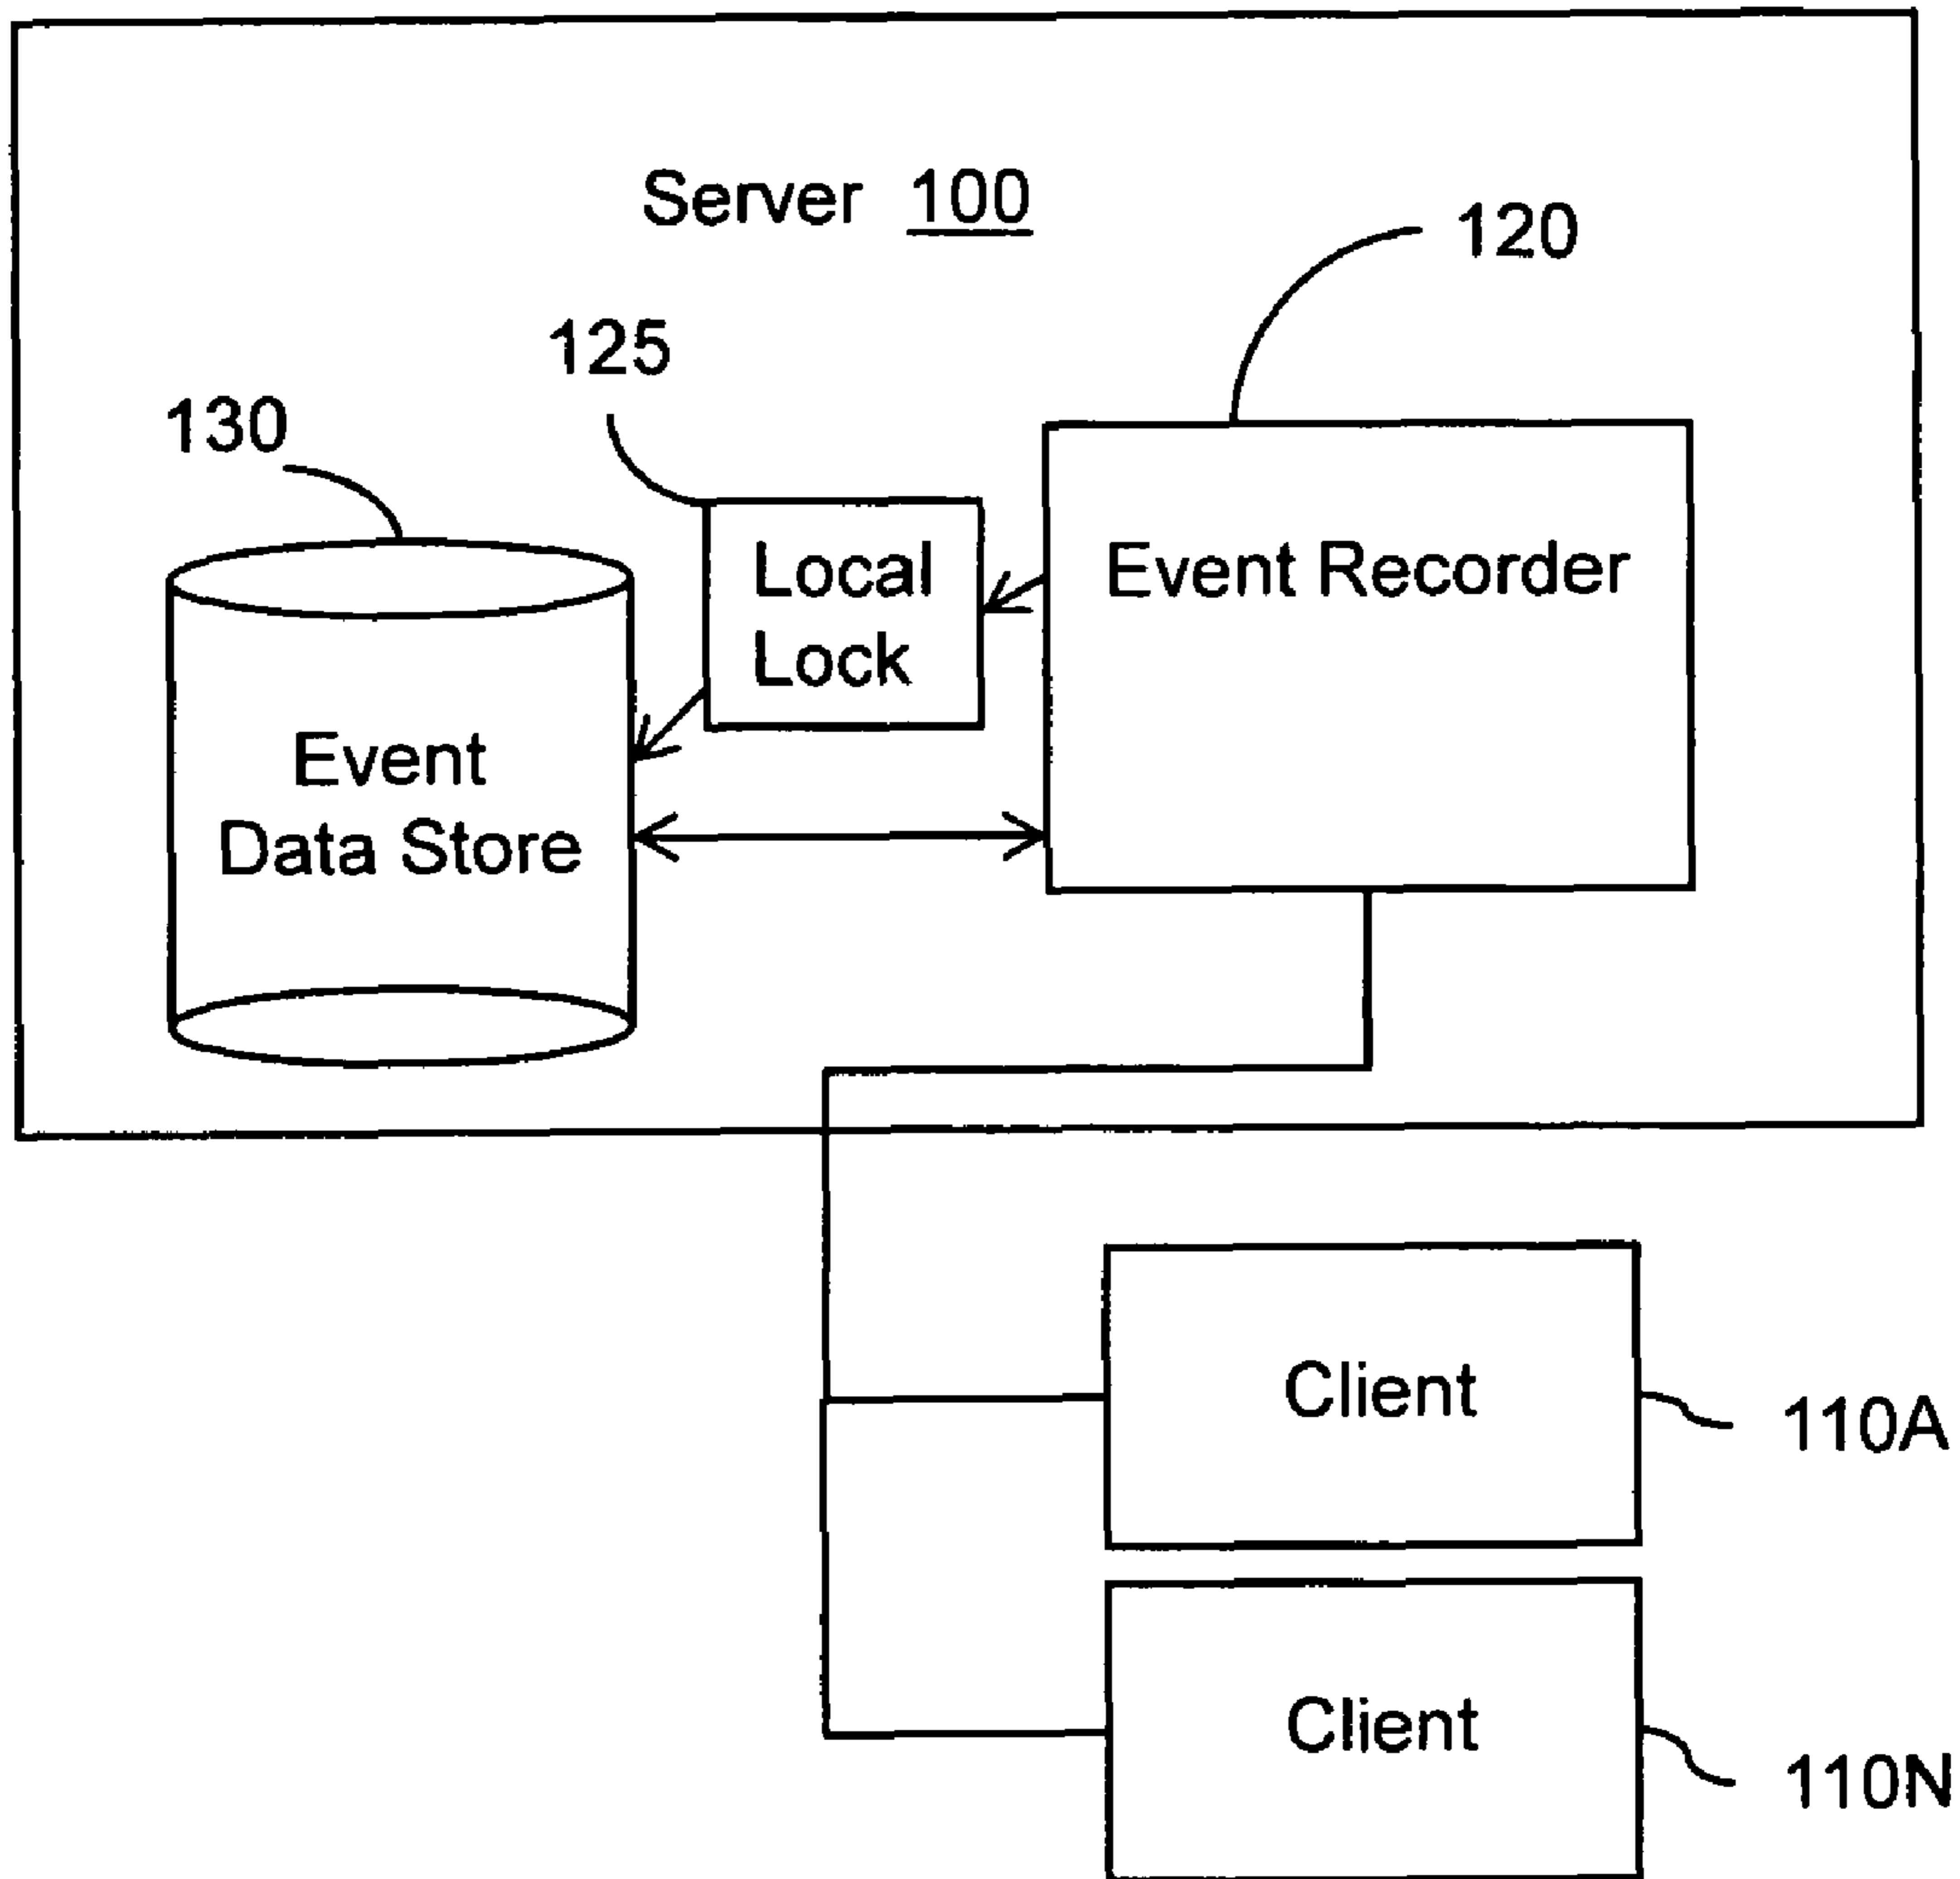 Server 100
120
125
130
Local
Lock
Event Recorder
Event
Data Store
Client
110A
Client
110N